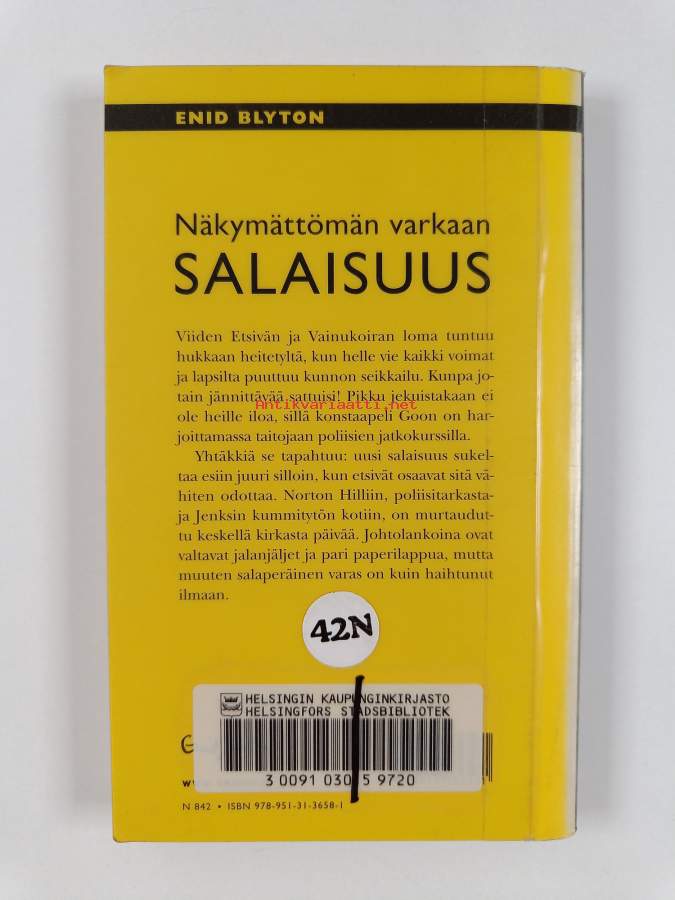 ENID BLYTON
Näkymättömän varkaan
SALAISUUS
Viiden Etsivän ja Vainukoiran loma tuntuu
hukkaan heitetyltä, kun helle vie kaikki voimat
ja lapsilta puuttuu kunnon seikkailu. Kunpa jo-
tain jännittävää sattuisi! Pikku jekuistakaan ei
Antikvariaatti.net
ole heille iloa, sillä konstaapeli Goon on har-
joittamassa taitojaan poliisien jatkokurssilla.
Yhtäkkiä se tapahtuu: uusi salaisuus sukel-
taa esiin juuri silloin, kun etsivät osaavat sitä vä-
hiten odottaa. Norton Hilliin, poliisitarkasta-
ja Jenksin kummitytön kotiin, on murtaudut-
tu keskellä kirkasta päivää. Johtolankoina ovat
valtavat jalanjäljet ja pari paperilappua, mutta
muuten salaperäinen varas on kuin haihtunut
ilmaan.
42N
HELSINGIN KAUPUNGINKIRJASTO
HELSINGFORS STADSBIBLIOTEK
3 0091 030 5 9720
N 842 • ISBN 978-951-31-3658-1